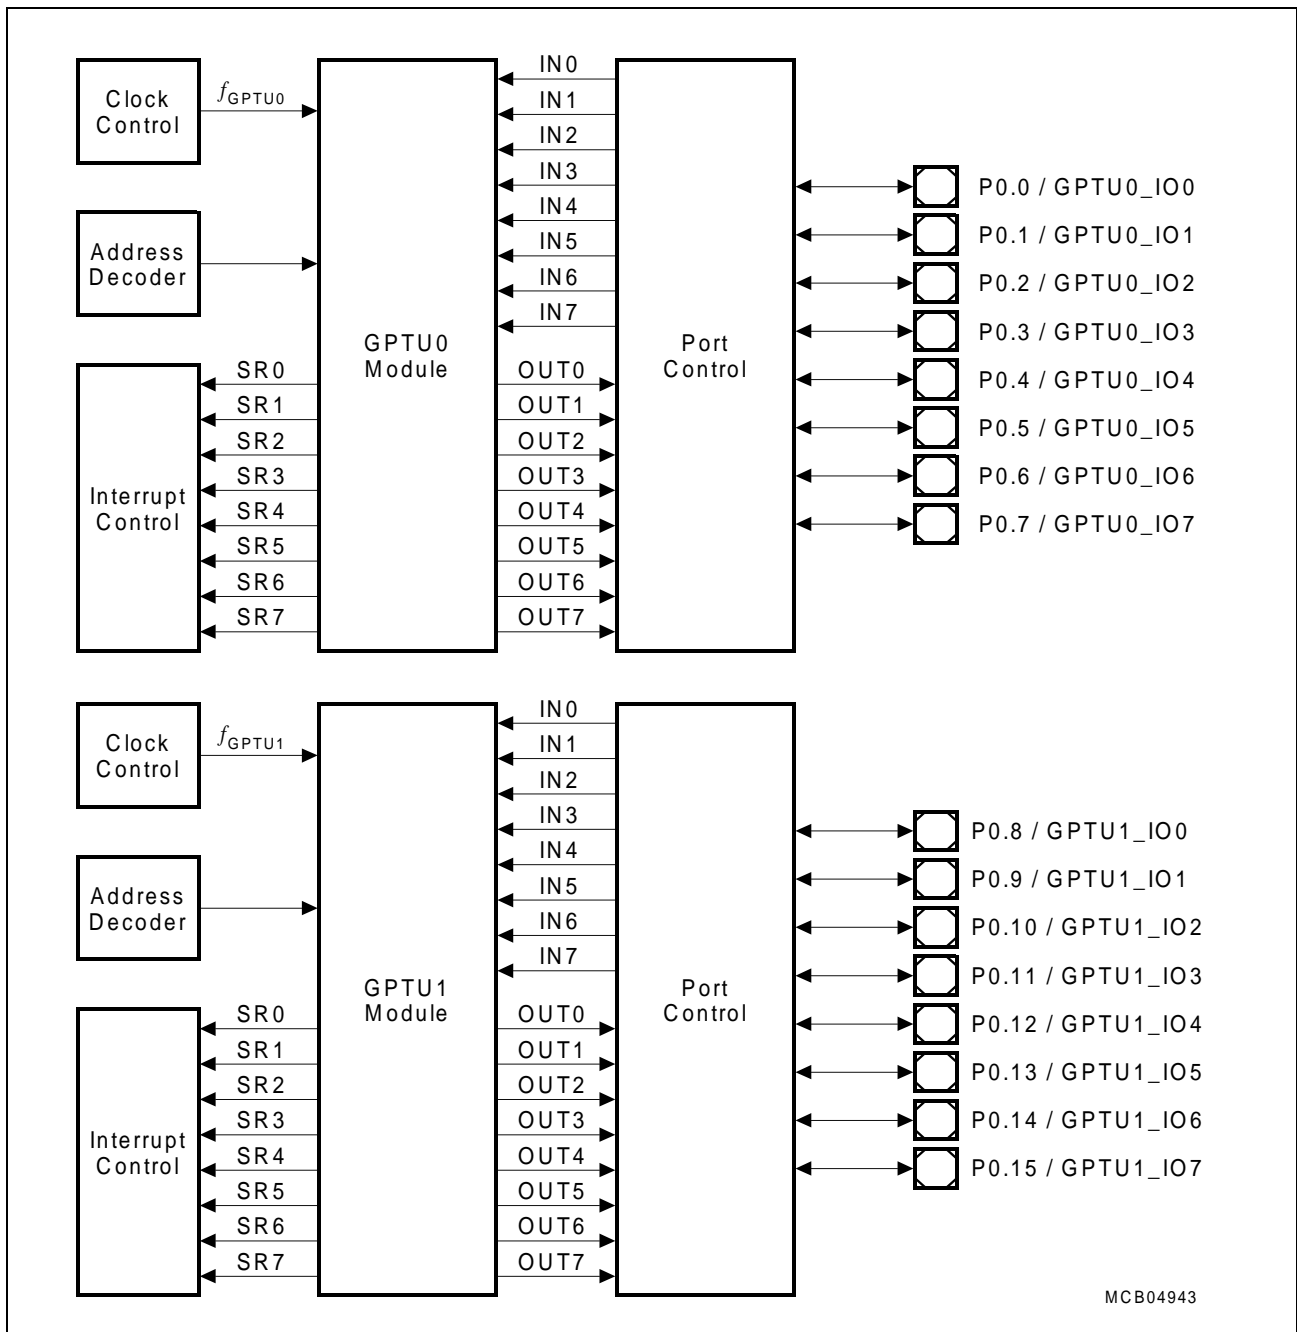 Clock
Control
fGPTU0
Address
Decoder
Interrupt
Control
SR0
SR1
SR2
SR3
SR4
SR5
SR6
SR7
GPTU0
Module
IN0
IN1
IN2
IN3
IN4
IN5
IN6
IN7
OUT0
OUT1
OUT2
OUT3
OUT4
OUT5
OUT6
OUT7
Port
Control
P0.0 / GPTU0_IO0
P0.1 / GPTU0_IO1
P0.2 / GPTU0_IO2
P0.3 / GPTU0_IO3
P0.4 / GPTU0_IO4
P0.5 / GPTU0_IO5
P0.6 / GPTU0_IO6
P0.7 / GPTU0_IO7
Clock
Control
fGPTU1
Address
Decoder
Interrupt
Control
SR0
SR1
SR2
SR3
SR4
SR5
SR6
SR7
GPTU1
Module
IN0
IN1
IN2
IN3
IN4
IN5
IN6
IN7
OUT0
OUT1
OUT2
OUT3
OUT4
OUT5
OUT6
OUT7
Port
Control
P0.8 / GPTU1_IO0
P0.9 / GPTU1_IO1
P0.10 / GPTU1_IO2
P0.11 / GPTU1_IO3
P0.12 / GPTU1_IO4
P0.13 / GPTU1_IO5
P0.14 / GPTU1_IO6
P0.15 / GPTU1_IO7
MCB04943